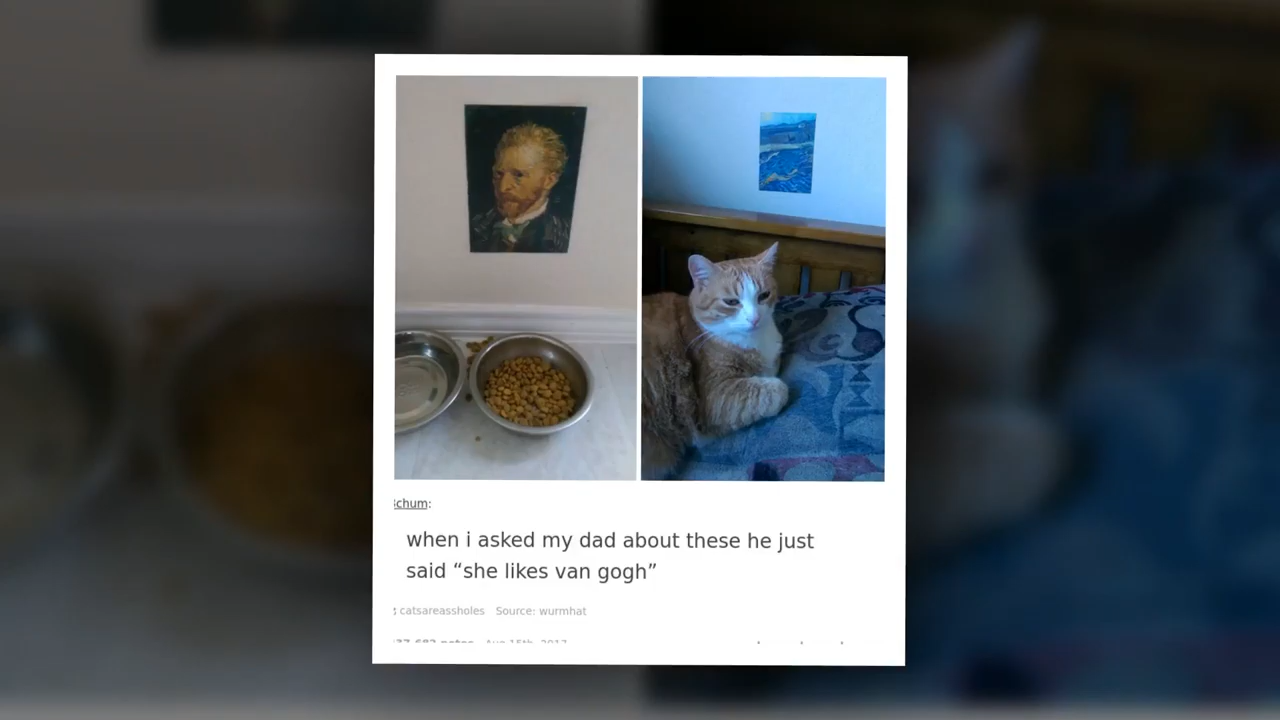 chum:
when i asked my dad about these he just
said “she likes van gogh”
catsareassholes Source: wurmhat